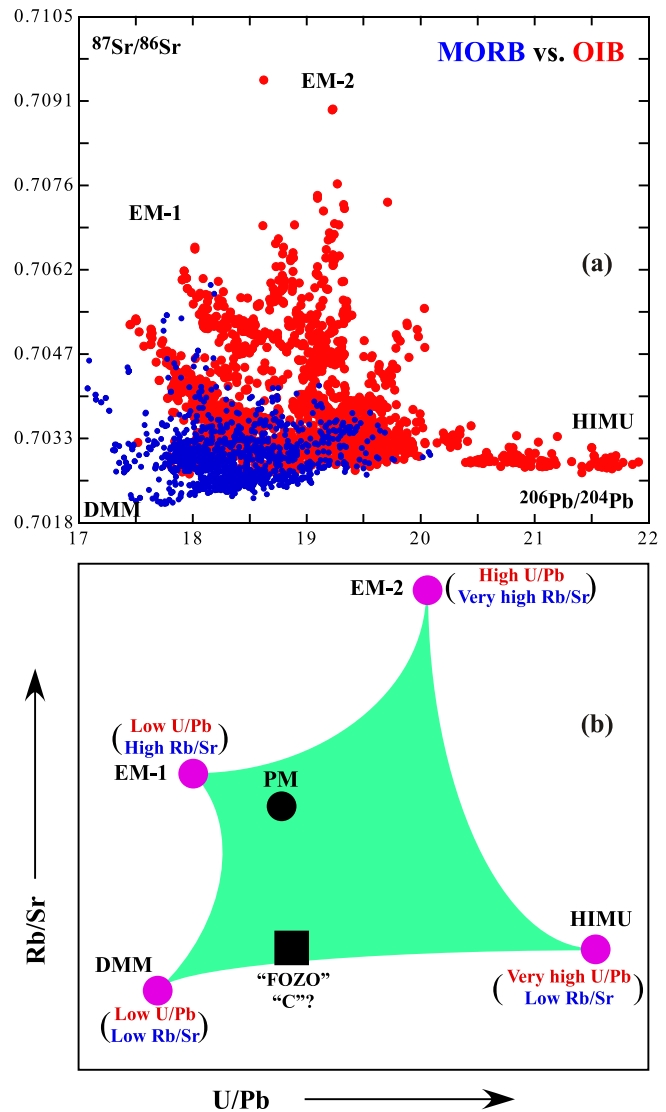 0.7105
⁸⁷Sr/⁸⁶Sr
MORB vs. OIB
EM-2
0.7091
0.7076
EM-1
0.7062
(a)
0.7047
HIMU
0.7033
DMM
²⁰⁶Pb/²⁰⁴Pb
0.7018
17 18 19 20 21 22
EM-2 (High U/Pb
Very high Rb/Sr)
(Low U/Pb
High Rb/Sr)
(b)
EM-1
PM
Rb/Sr
HIMU
DMM
"FOZO"
"C"?
(Very high U/Pb
Low Rb/Sr)
(Low U/Pb
Low Rb/Sr)
U/Pb